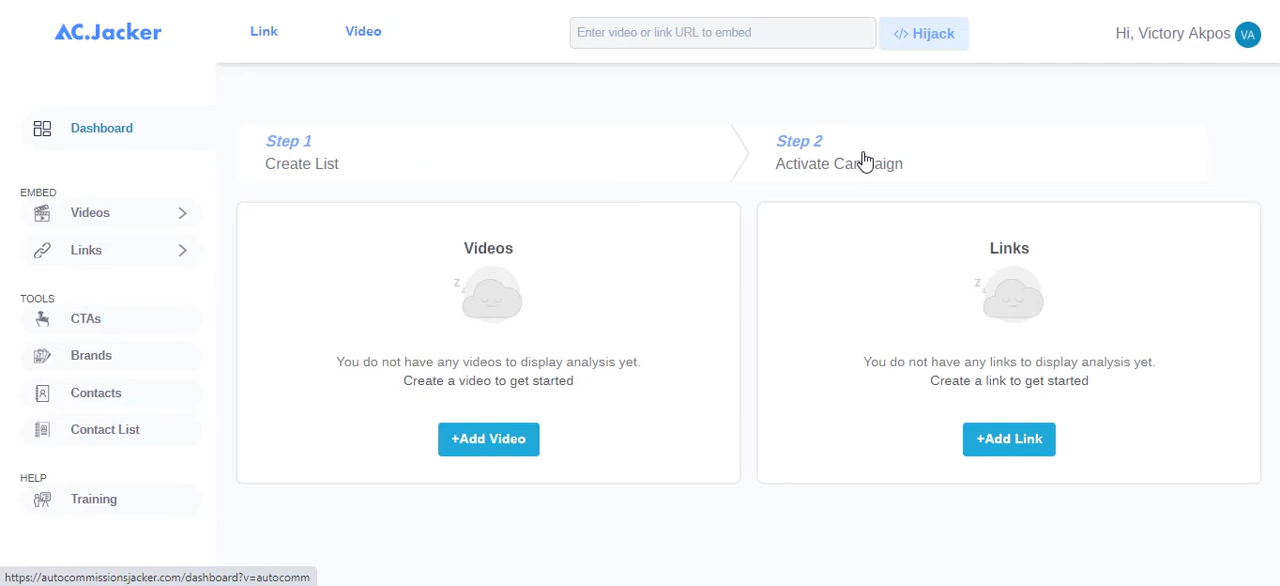 AC.Jacker
Link
Video
Enter video or link URL to embed
</> Hijack
Hi, Victory Akpos
VA
Dashboard
EMBED
Videos
Links
TOOLS
CTAs
Brands
Contacts
Contact List
HELP
Training
Step 1
Create List
Step 2
Activate Campaign
Videos
z
z
You do not have any videos to display analysis yet.
Create a video to get started
+Add Video
Links
z
z
You do not have any links to display analysis yet.
Create a link to get started
+Add Link
https://autocommissionsjacker.com/dashboard?v=autocomm